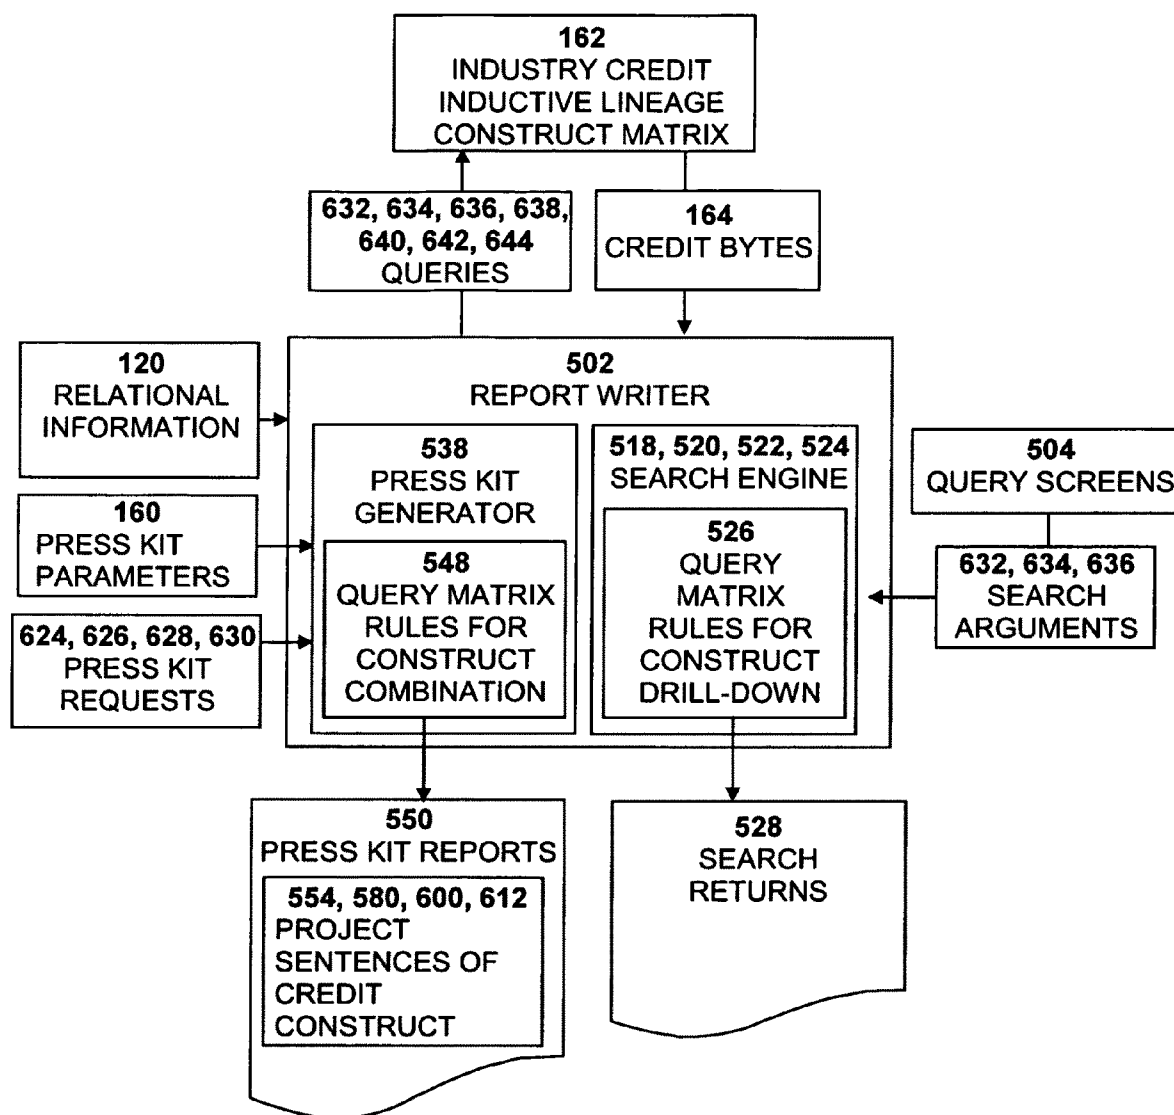 162
INDUSTRY CREDIT
INDUCTIVE LINEAGE
CONSTRUCT MATRIX
632, 634, 636, 638,
640, 642, 644
QUERIES
164
CREDIT BYTES
120
RELATIONAL
INFORMATION
502
REPORT WRITER
538
PRESS KIT
GENERATOR
518, 520, 522, 524
SEARCH ENGINE
504
QUERY SCREENS
160
PRESS KIT
PARAMETERS
548
QUERY MATRIX
RULES FOR
CONSTRUCT
COMBINATION
526
QUERY
MATRIX
RULES FOR
CONSTRUCT
DRILL-DOWN
632, 634, 636
SEARCH
ARGUMENTS
624, 626, 628, 630
PRESS KIT
REQUESTS
550
PRESS KIT REPORTS
554, 580, 600, 612
PROJECT
SENTENCES OF
CREDIT
CONSTRUCT
528
SEARCH
RETURNS